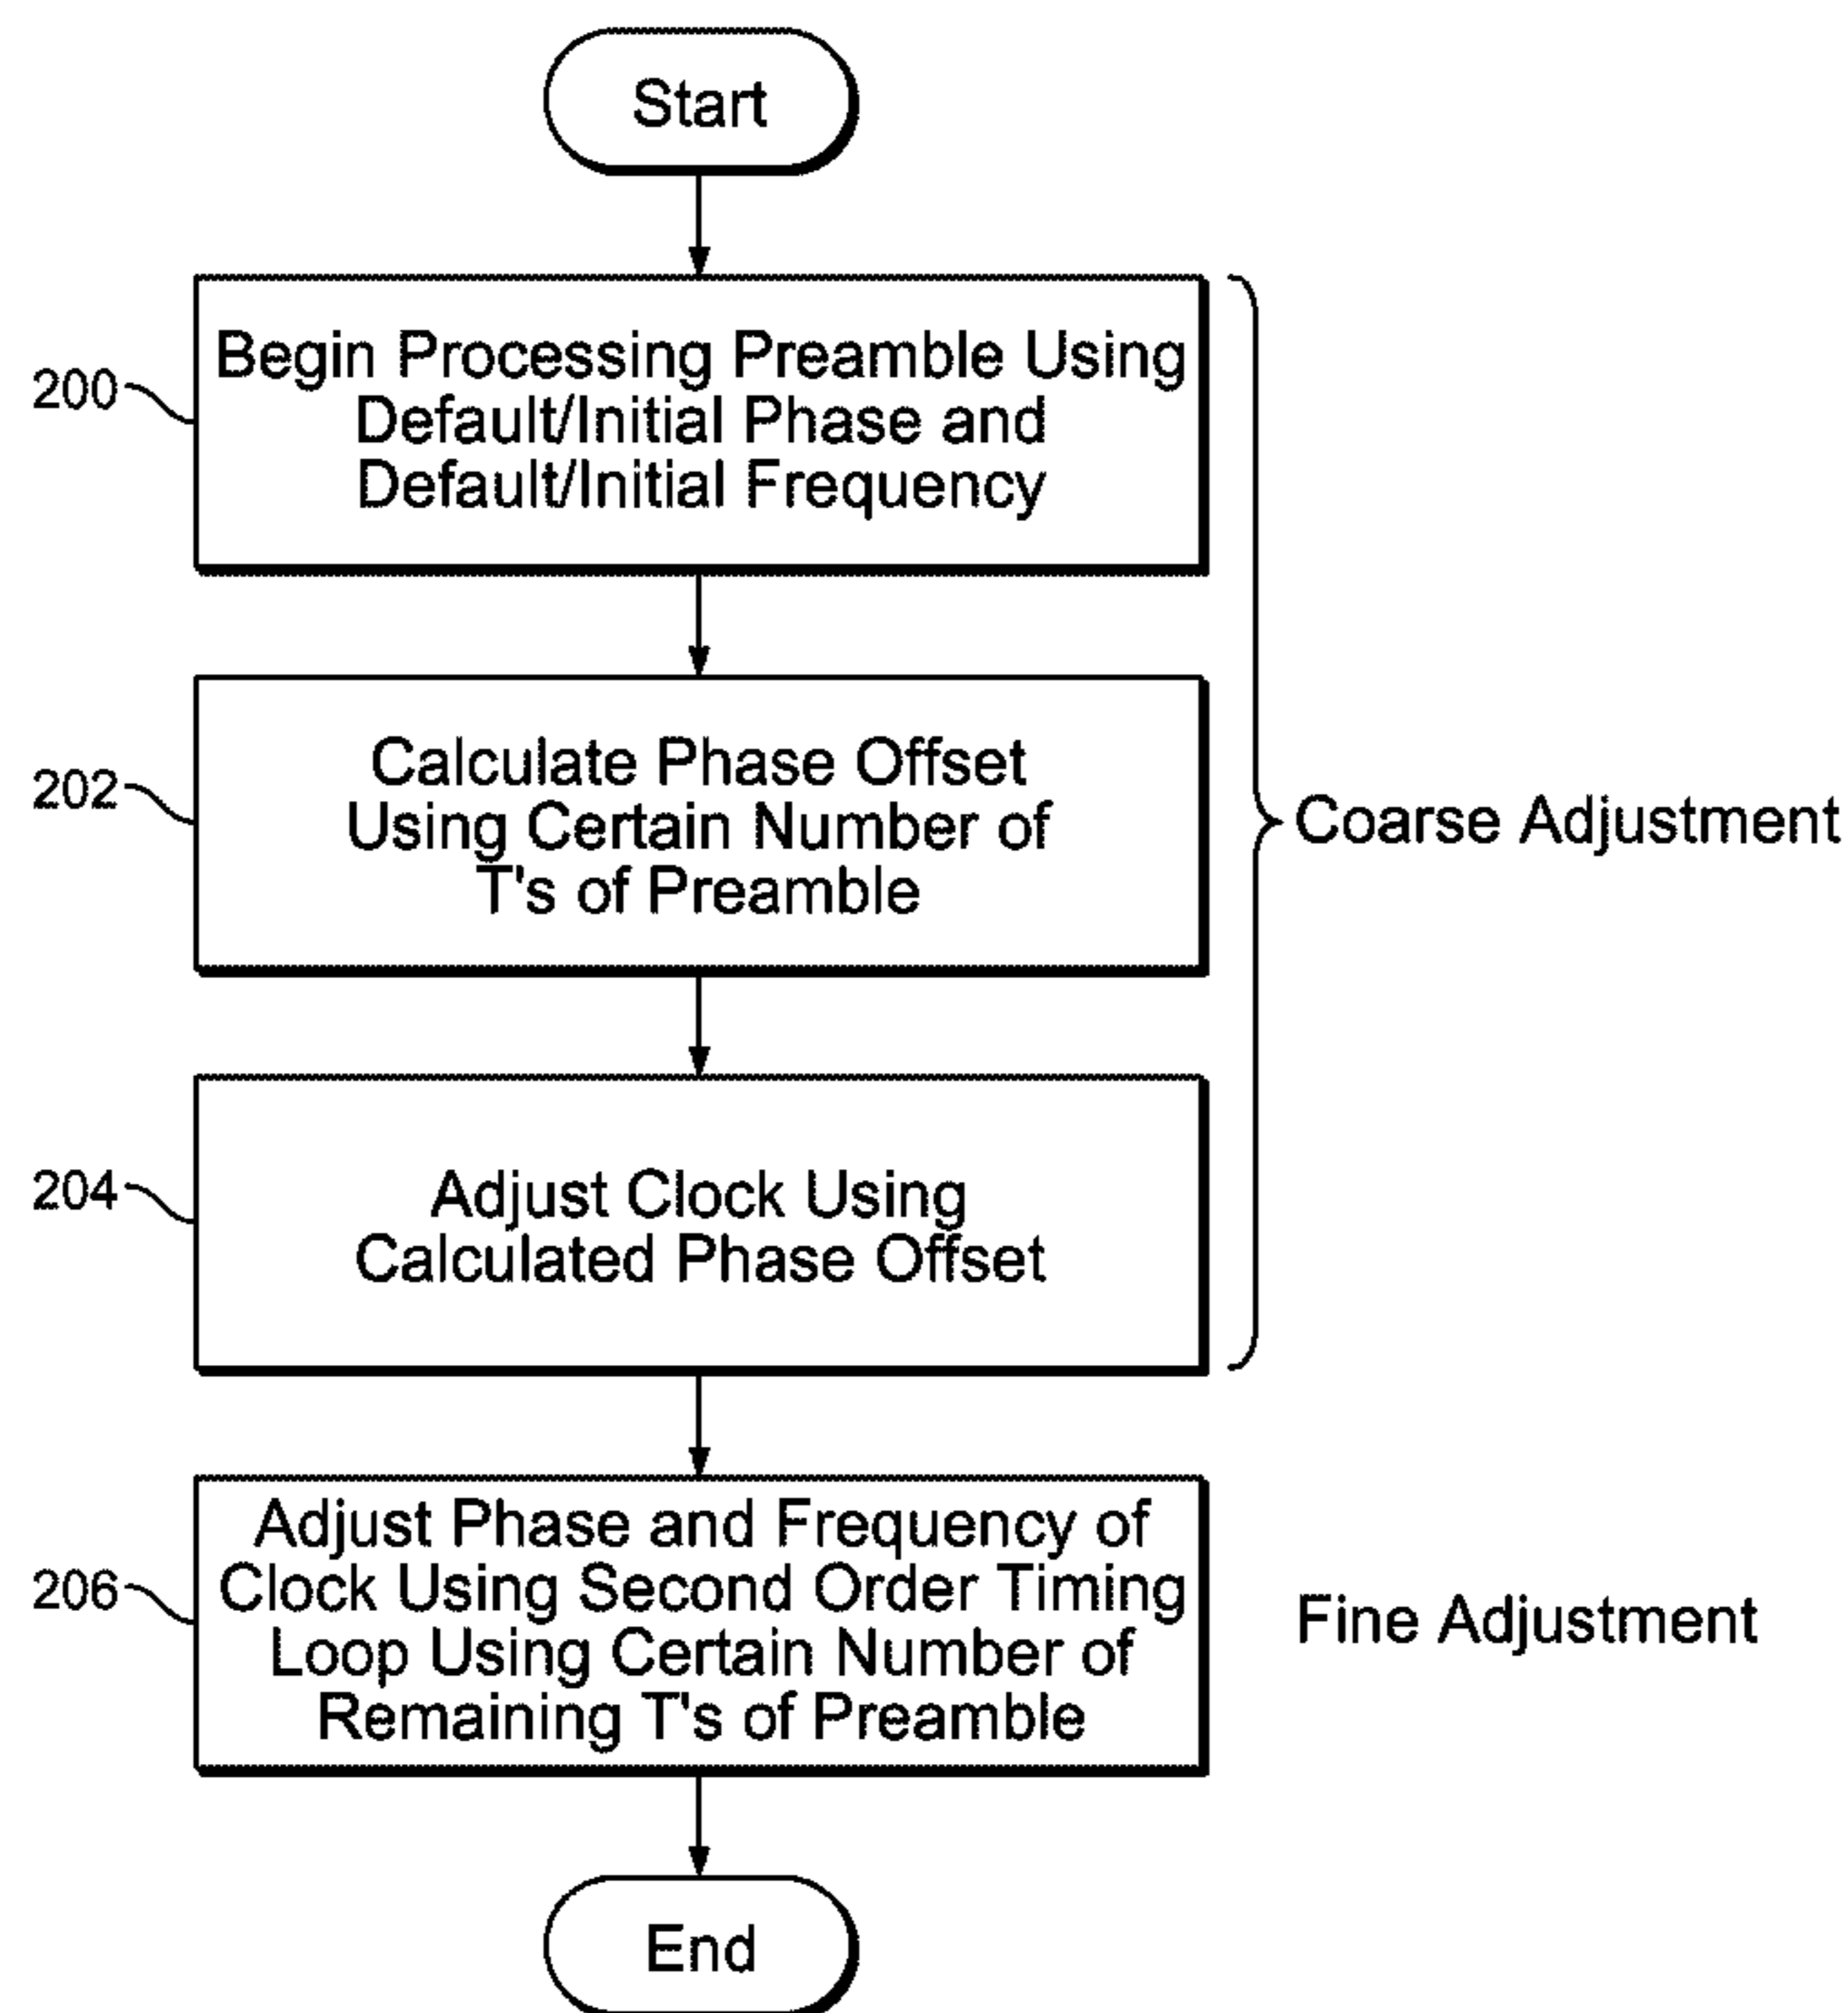 Start
200
Begin Processing Preamble Using
Default/Initial Phase and
Default/Initial Frequency
202
Calculate Phase Offset
Using Certain Number of
T's of Preamble
Coarse Adjustment
204
Adjust Clock Using
Calculated Phase Offset
206
Adjust Phase and Frequency of
Clock Using Second Order Timing
Loop Using Certain Number of
Remaining T's of Preamble
Fine Adjustment
End